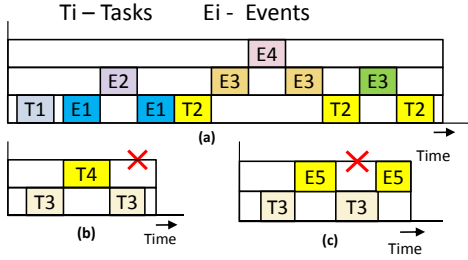 Ti – Tasks Ei - Events
E4
E2 E3 E3 E3
T1 E1 E1 T2 T2 T2
(a)
Time
T4
T3 T3
(b)
Time
E5 E5
T3 T3
(c)
Time